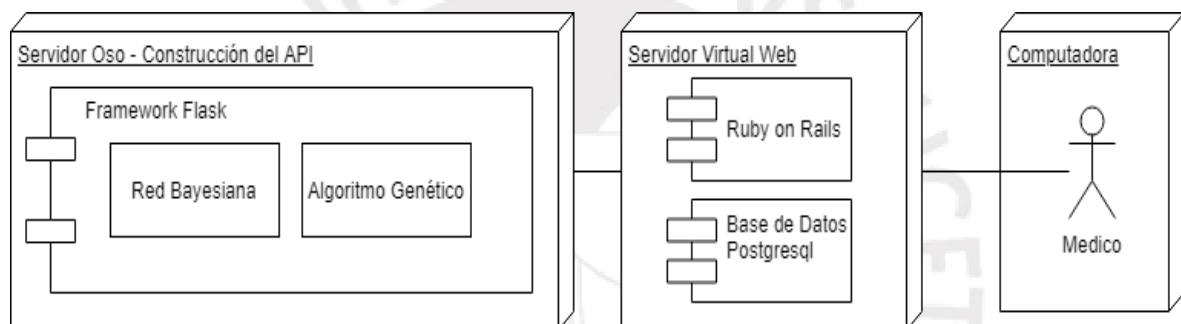 Servidor Oso - Construcción del API
Framework Flask
Red Bayesiana
Algoritmo Genético
Servidor Virtual Web
Ruby on Rails
Base de Datos
Postgresql
Computadora
Medico